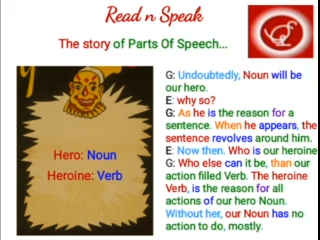 Read n Speak
The story of Parts Of Speech...
Hero: Noun
Heroine: Verb
G: Undoubtedly, Noun will be
our hero.
E: why so?
G: As he is the reason for a
sentence. When he appears, the
sentence revolves around him.
E: Now then. Who is our heroine
G: Who else can it be, than our
action filled Verb. The heroine
Verb, is the reason for all
actions of our hero Noun.
Without her, our Noun has no
action to do, mostly.